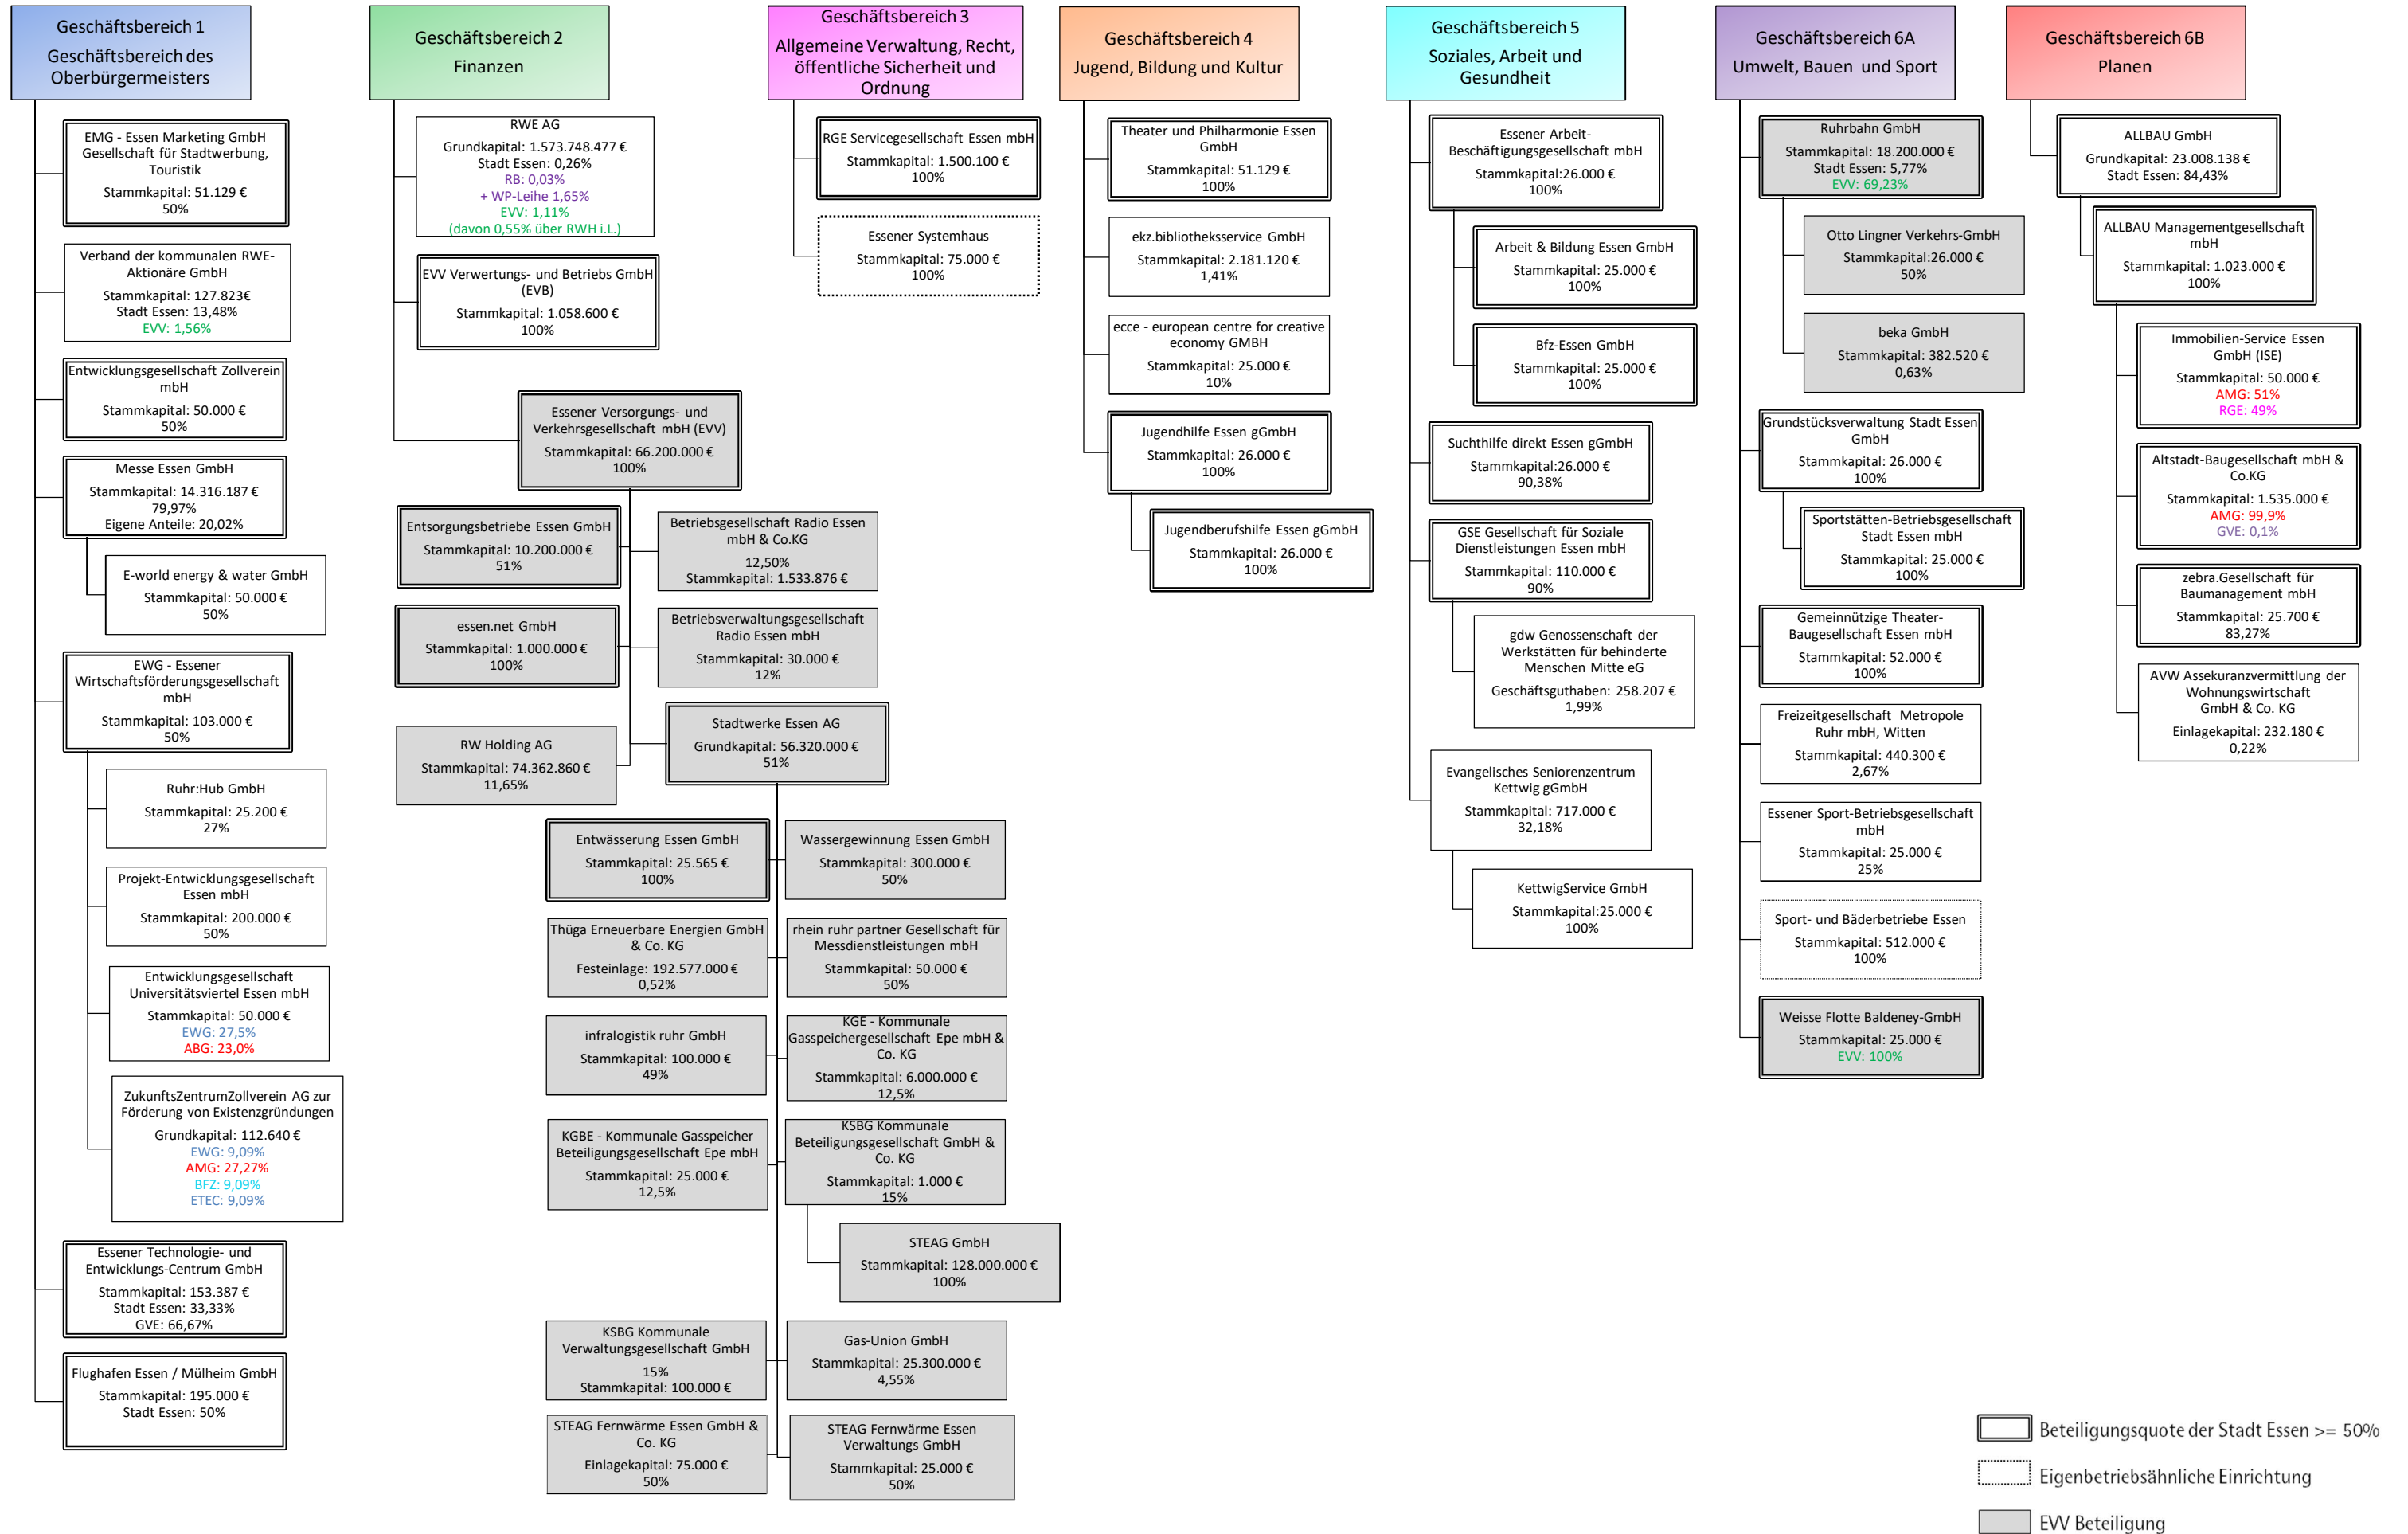 Geschäftsbereich 1
Geschäftsbereich des
Oberbürgermeisters
EMG - Essen Marketing GmbH
Gesellschaft für Stadtwerbung,
Touristik
Stammkapital: 51.129 €
50%
Verband der kommunalen RWE-
Aktionäre GmbH
Stammkapital: 127.823€
Stadt Essen: 13,48%
EVV: 1,56%
Entwicklungsgesellschaft Zollverein
mbH
Stammkapital: 50.000 €
50%
Messe Essen GmbH
Stammkapital: 14.316.187 €
79,97%
Eigene Anteile: 20,02%
E-world energy & water GmbH
Stammkapital: 50.000 €
50%
EWG - Essener
Wirtschaftsförderungsgesellschaft
mbH
Stammkapital: 103.000 €
50%
Ruhr:Hub GmbH
Stammkapital: 25.200 €
27%
Projekt-Entwicklungsgesellschaft
Essen mbH
Stammkapital: 200.000 €
50%
Entwicklungsgesellschaft
Universitätsviertel Essen mbH
Stammkapital: 50.000 €
EWG: 27,5%
ABG: 23,0%
ZukunftsZentrumZollverein AG zur
Förderung von Existenzgründungen
Grundkapital: 112.640 €
EWG: 9,09%
AMG: 27,27%
BFZ: 9,09%
ETEC: 9,09%
Essener Technologie- und
Entwicklungs-Centrum GmbH
Stammkapital: 153.387 €
Stadt Essen: 33,33%
GVE: 66,67%
Flughafen Essen / Mülheim GmbH
Stammkapital: 195.000 €
Stadt Essen: 50%
Geschäftsbereich 2
Finanzen
RWE AG
Grundkapital: 1.573.748.477 €
Stadt Essen: 0,26%
RB: 0,03%
+ WP-Leihe 1,65%
EVV: 1,11%
(davon 0,55% über RWH i.L.)
EVV Verwertungs- und Betriebs GmbH
(EVB)
Stammkapital: 1.058.600 €
100%
Essener Versorgungs- und
Verkehrsgesellschaft mbH (EVV)
Stammkapital: 66.200.000 €
100%
Entsorgungsbetriebe Essen GmbH
Stammkapital: 10.200.000 €
51%
Betriebsgesellschaft Radio Essen
mbH & Co.KG
12,50%
Stammkapital: 1.533.876 €
essen.net GmbH
Stammkapital: 1.000.000 €
100%
Betriebsverwaltungsgesellschaft
Radio Essen mbH
Stammkapital: 30.000 €
12%
RW Holding AG
Stammkapital: 74.362.860 €
11,65%
Stadtwerke Essen AG
Grundkapital: 56.320.000 €
51%
Entwässerung Essen GmbH
Stammkapital: 25.565 €
100%
Wassergewinnung Essen GmbH
Stammkapital: 300.000 €
50%
Thüga Erneuerbare Energien GmbH
& Co. KG
Festeinlage: 192.577.000 €
0,52%
rhein ruhr partner Gesellschaft für
Messdienstleistungen mbH
Stammkapital: 50.000 €
50%
infralogistik ruhr GmbH
Stammkapital: 100.000 €
49%
KGE - Kommunale
Gasspeichergesellschaft Epe mbH &
Co. KG
Stammkapital: 6.000.000 €
12,5%
KGBE - Kommunale Gasspeicher
Beteiligungsgesellschaft Epe mbH
Stammkapital: 25.000 €
12,5%
KSBG Kommunale
Beteiligungsgesellschaft GmbH &
Co. KG
Stammkapital: 1.000 €
15%
STEAG GmbH
Stammkapital: 128.000.000 €
100%
KSBG Kommunale
Verwaltungsgesellschaft GmbH
15%
Stammkapital: 100.000 €
Gas-Union GmbH
Stammkapital: 25.300.000 €
4,55%
STEAG Fernwärme Essen GmbH &
Co. KG
Einlagekapital: 75.000 €
50%
STEAG Fernwärme Essen
Verwaltungs GmbH
Stammkapital: 25.000 €
50%
Geschäftsbereich 3
Allgemeine Verwaltung, Recht,
öffentliche Sicherheit und
Ordnung
RGE Servicegesellschaft Essen mbH
Stammkapital: 1.500.100 €
100%
Essener Systemhaus
Stammkapital: 75.000 €
100%
Geschäftsbereich 4
Jugend, Bildung und Kultur
Theater und Philharmonie Essen
GmbH
Stammkapital: 51.129 €
100%
ekz.bibliotheksservice GmbH
Stammkapital: 2.181.120 €
1,41%
ecce - european centre for creative
economy GMBH
Stammkapital: 25.000 €
10%
Jugendhilfe Essen gGmbH
Stammkapital: 26.000 €
100%
Jugendberufshilfe Essen gGmbH
Stammkapital: 26.000 €
100%
Geschäftsbereich 5
Soziales, Arbeit und
Gesundheit
Essener Arbeit-
Beschäftigungsgesellschaft mbH
Stammkapital:26.000 €
100%
Arbeit & Bildung Essen GmbH
Stammkapital: 25.000 €
100%
Bfz-Essen GmbH
Stammkapital: 25.000 €
100%
Suchthilfe direkt Essen gGmbH
Stammkapital:26.000 €
90,38%
GSE Gesellschaft für Soziale
Dienstleistungen Essen mbH
Stammkapital: 110.000 €
90%
gdw Genossenschaft der
Werkstätten für behinderte
Menschen Mitte eG
Geschäftsguthaben: 258.207 €
1,99%
Evangelisches Seniorenzentrum
Kettwig gGmbH
Stammkapital: 717.000 €
32,18%
KettwigService GmbH
Stammkapital:25.000 €
100%
Geschäftsbereich 6A
Umwelt, Bauen und Sport
Ruhrbahn GmbH
Stammkapital: 18.200.000 €
Stadt Essen: 5,77%
EVV: 69,23%
Otto Lingner Verkehrs-GmbH
Stammkapital:26.000 €
50%
beka GmbH
Stammkapital: 382.520 €
0,63%
Grundstücksverwaltung Stadt Essen
GmbH
Stammkapital: 26.000 €
100%
Sportstätten-Betriebsgesellschaft
Stadt Essen mbH
Stammkapital: 25.000 €
100%
Gemeinnützige Theater-
Baugesellschaft Essen mbH
Stammkapital: 52.000 €
100%
Freizeitgesellschaft Metropole
Ruhr mbH, Witten
Stammkapital: 440.300 €
2,67%
Essener Sport-Betriebsgesellschaft
mbH
Stammkapital: 25.000 €
25%
Sport- und Bäderbetriebe Essen
Stammkapital: 512.000 €
100%
Weisse Flotte Baldeney-GmbH
Stammkapital: 25.000 €
EVV: 100%
Geschäftsbereich 6B
Planen
ALLBAU GmbH
Grundkapital: 23.008.138 €
Stadt Essen: 84,43%
ALLBAU Managementgesellschaft
mbH
Stammkapital: 1.023.000 €
100%
Immobilien-Service Essen
GmbH (ISE)
Stammkapital: 50.000 €
AMG: 51%
RGE: 49%
Altstadt-Baugesellschaft mbH &
Co.KG
Stammkapital: 1.535.000 €
AMG: 99,9%
GVE: 0,1%
zebra.Gesellschaft für
Baumanagement mbH
Stammkapital: 25.700 €
83,27%
AVW Assekuranzvermittlung der
Wohnungswirtschaft
GmbH & Co. KG
Einlagekapital: 232.180 €
0,22%
Beteiligungsquote der Stadt Essen >= 50%
Eigenbetriebsähnliche Einrichtung
EVV Beteiligung